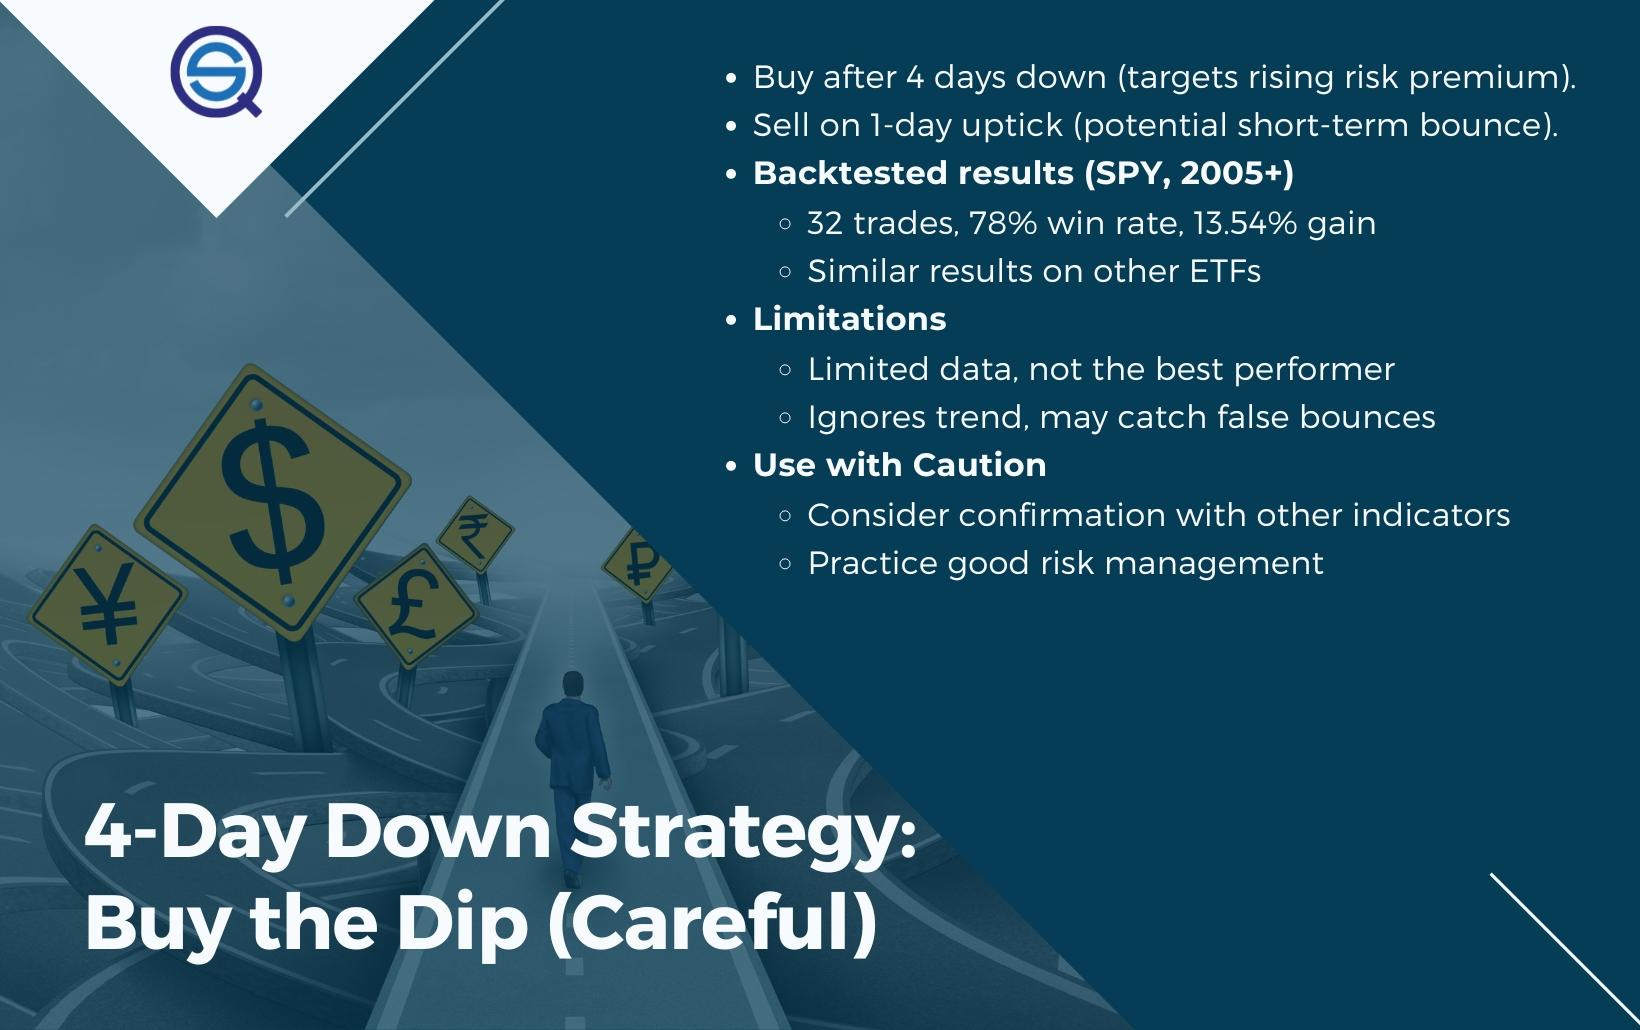 • Buy after 4 days down (targets rising risk premium).
• Sell on 1-day uptick (potential short-term bounce).
• Backtested results (SPY, 2005+)
◦ 32 trades, 78% win rate, 13.54% gain
◦ Similar results on other ETFs
• Limitations
◦ Limited data, not the best performer
◦ Ignores trend, may catch false bounces
• Use with Caution
◦ Consider confirmation with other indicators
◦ Practice good risk management
$
¥
£
₹
₽
4-Day Down Strategy:
Buy the Dip (Careful)